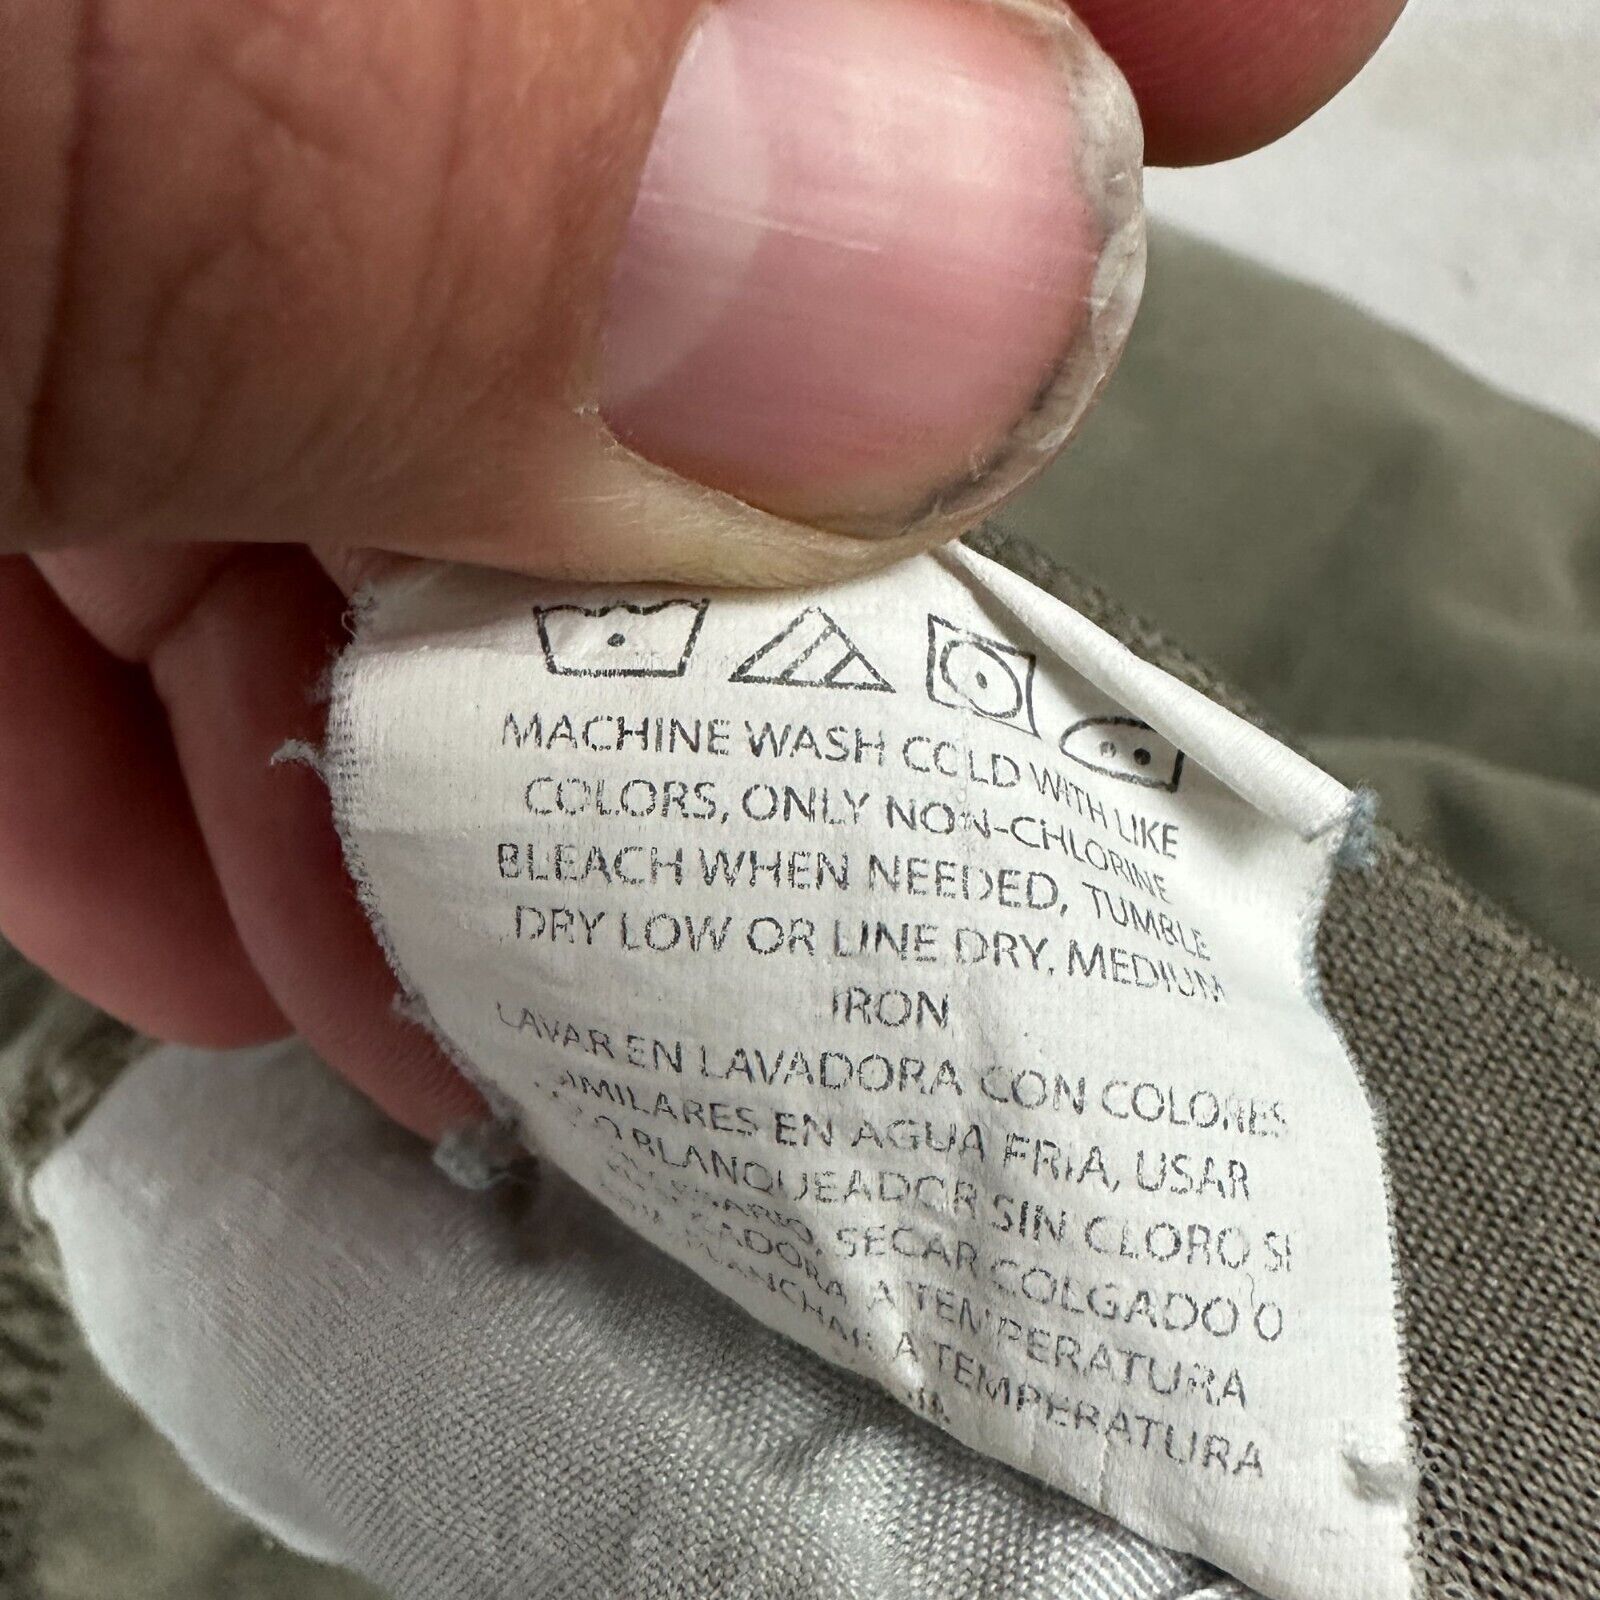 MACHINE WASH COLD WITH LIKE
COLORS, ONLY NON-CHLORINE
BLEACH WHEN NEEDED, TUMBLE
DRY LOW OR LINE DRY, MEDIUM
IRON
LAVAR EN LAVADORA CON COLORES
SIMILARES EN AGUA FRIA, USAR
BLANQUEADOR SIN CLORO SI
SECAR COLGADO O
A TEMPERATURA
PLANCHAR A TEMPERATURA